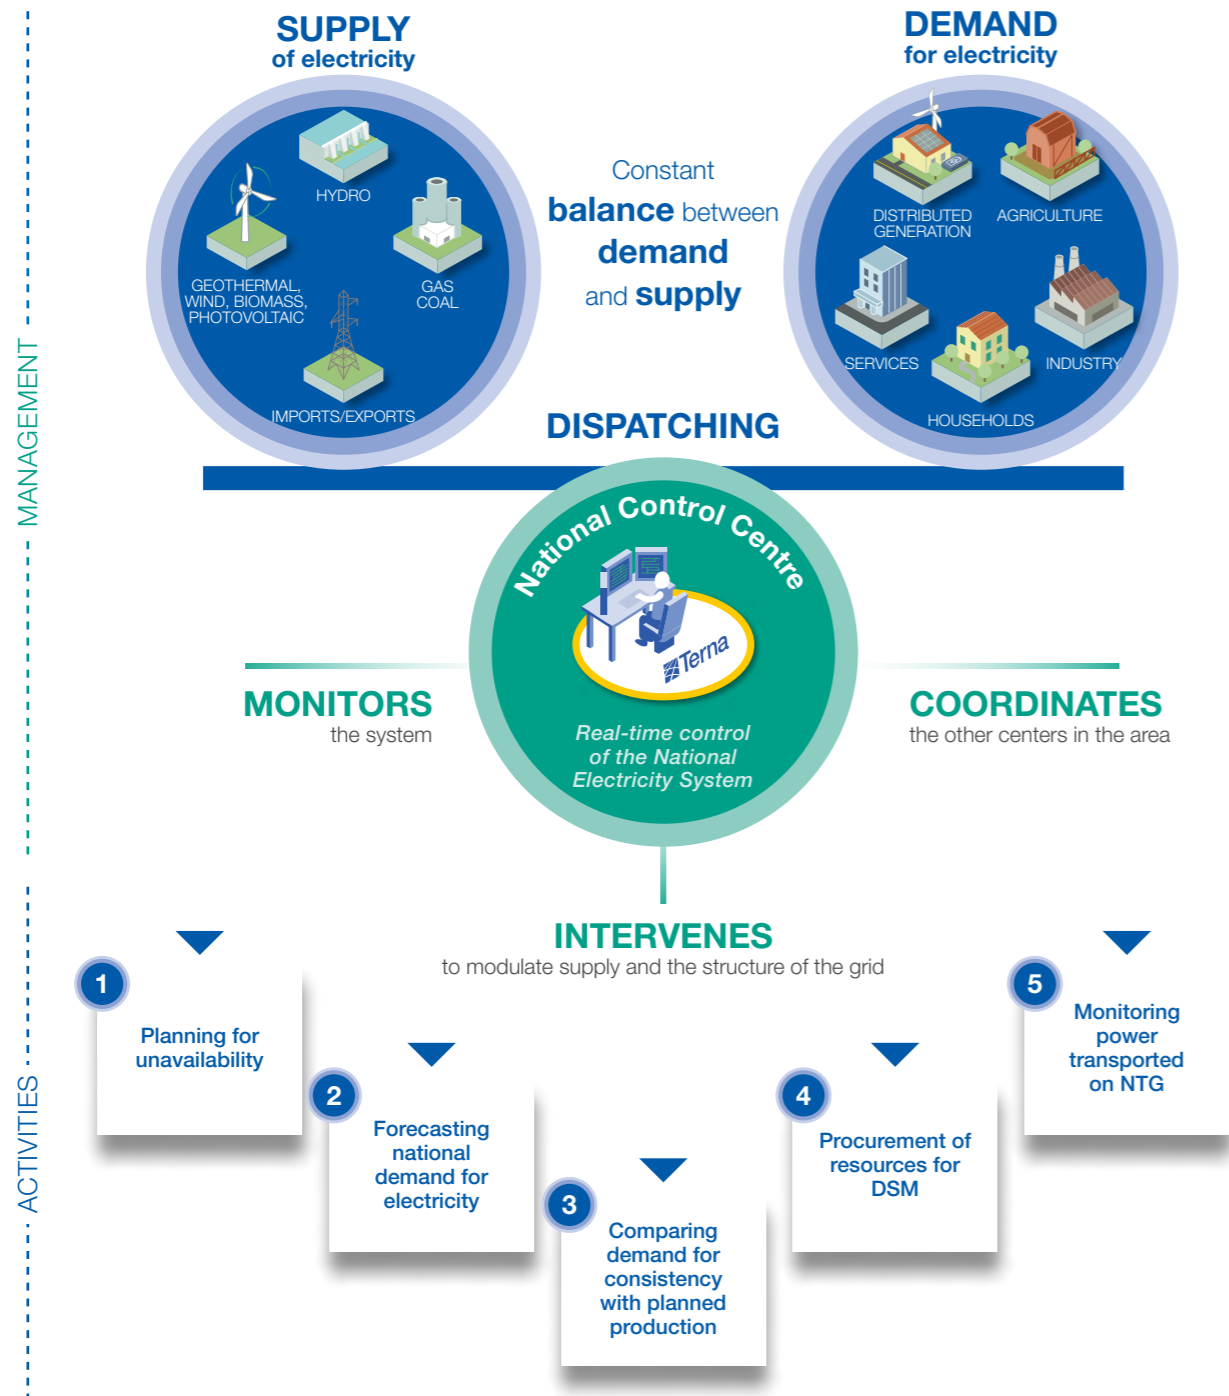 SUPPLY
of electricity
HYDRO
GEOTHERMAL,
WIND, BIOMASS,
PHOTOVOLTAIC
GAS
COAL
IMPORTS/EXPORTS
Constant
balance between
demand
and supply
DEMAND
for electricity
DISTRIBUTED
GENERATION
AGRICULTURE
SERVICES
INDUSTRY
HOUSEHOLDS
MANAGEMENT
DISPATCHING
National Control Centre
Terna
Real-time control
of the National
Electricity System
MONITORS
the system
COORDINATES
the other centers in the area
INTERVENES
to modulate supply and the structure of the grid
ACTIVITIES
1
Planning for
unavailability
2
Forecasting
national
demand for
electricity
3
Comparing
demand for
consistency
with planned
production
4
Procurement of
resources for
DSM
5
Monitoring
power
transported
on NTG